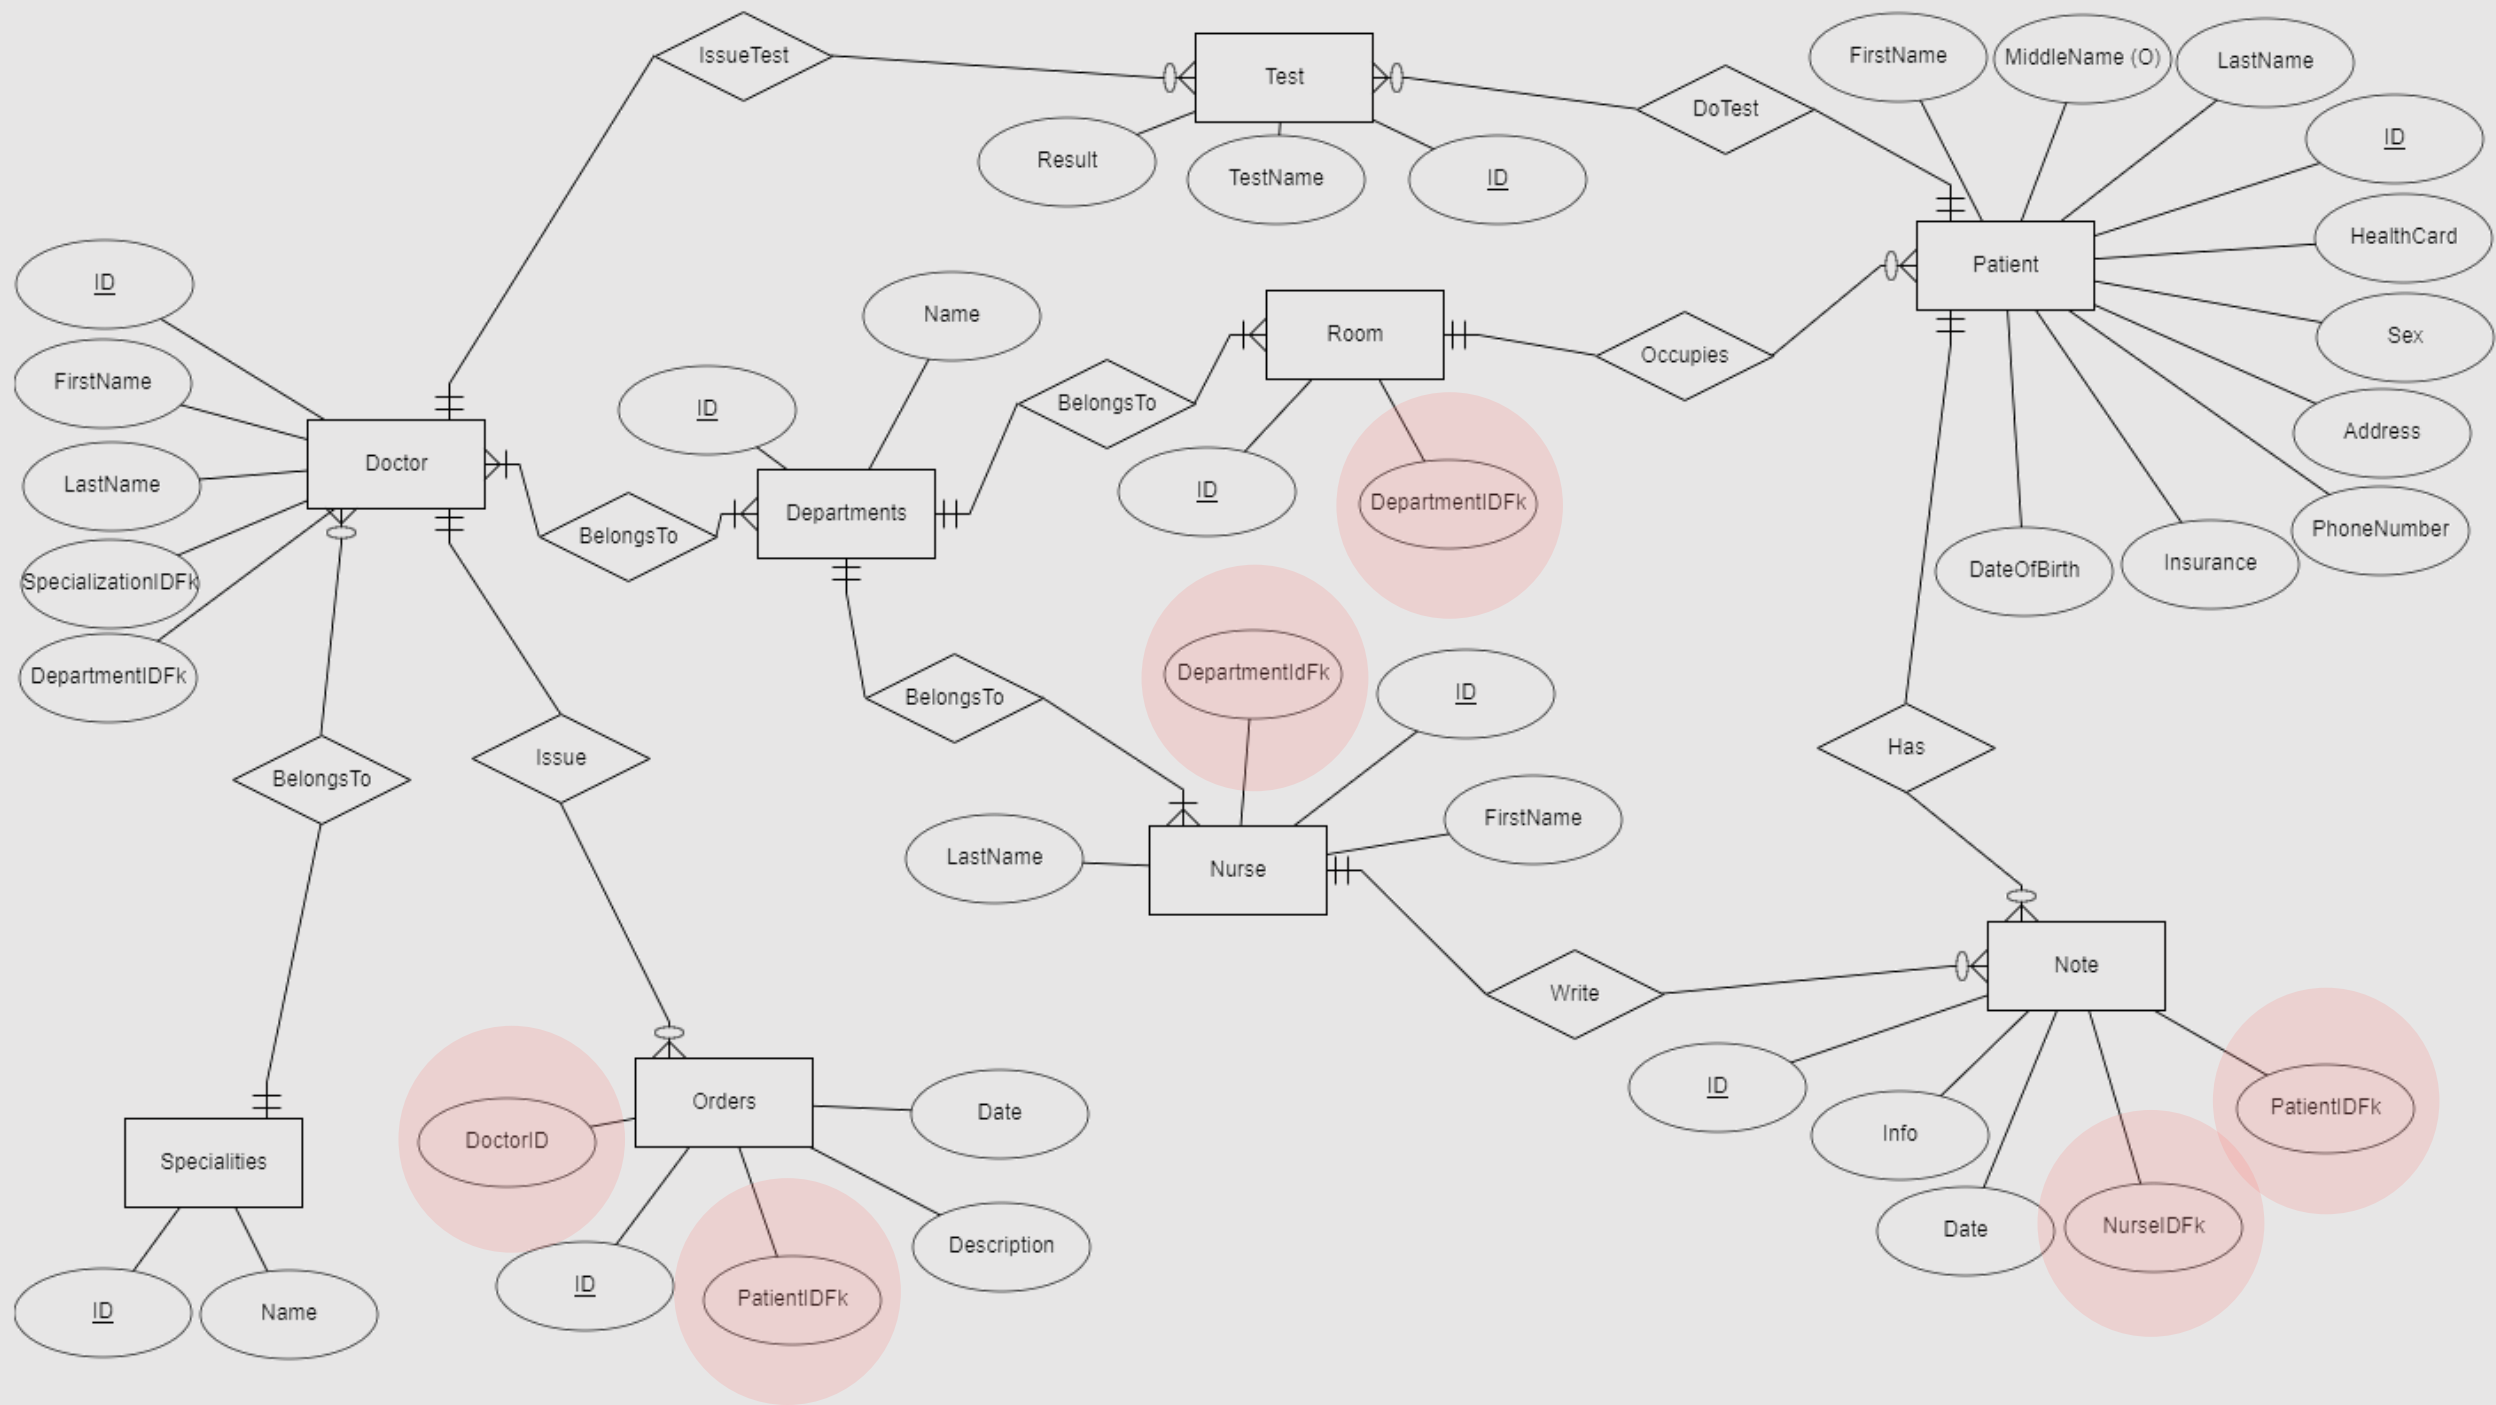 IssueTest
Test
FirstName
MiddleName (O)
LastName
DoTest
ID
Result
TestName
ID
HealthCard
Patient
ID
Name
Room
Sex
Occupies
FirstName
ID
BelongsTo
Address
Doctor
LastName
Departments
ID
DepartmentIDFk
PhoneNumber
BelongsTo
DateOfBirth
Insurance
SpecializationIDFk
DepartmentIDFk
DepartmentIdFk
ID
BelongsTo
Has
BelongsTo
Issue
FirstName
LastName
Nurse
Note
Write
Orders
Date
DoctorID
ID
PatientIDFk
Info
Specialities
Date
NurseIDFk
Description
ID
PatientIDFk
ID
Name